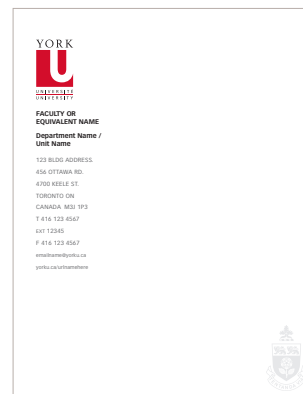 YORK
U
UNIVERSITÉ
UNIVERSITY
FACULTY OR
EQUIVALENT NAME
Department Name /
Unit Name
123 BLDG ADDRESS.
456 OTTAWA RD.
4700 KEELE ST.
TORONTO ON
CANADA M3J 1P3
T 416 123 4567
EXT 12345
F 416 123 4567
emailname@yorku.ca
yorku.ca/urlnamehere